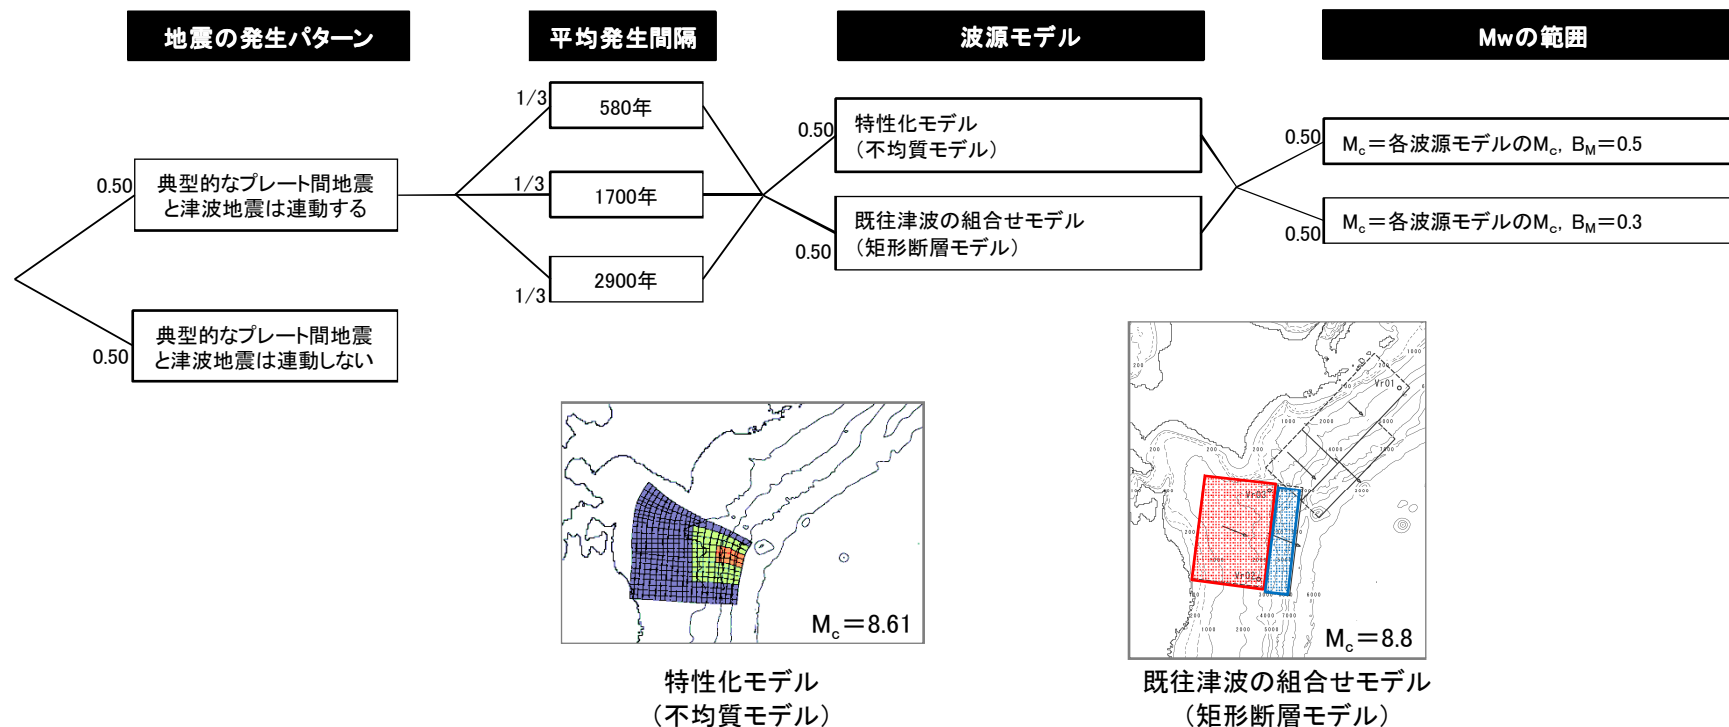 地震の発生パターン
平均発生間隔
波源モデル
Mwの範囲
0.50
典型的なプレート間地震
と津波地震は連動する
0.50
典型的なプレート間地震
と津波地震は連動しない
1/3
580年
1/3
1700年
1/3
2900年
0.50
特性化モデル
（不均質モデル）
0.50
既往津波の組合せモデル
（矩形断層モデル）
0.50
Mc＝各波源モデルのMc, BM＝0.5
0.50
Mc＝各波源モデルのMc, BM＝0.3
Mc＝8.61
特性化モデル
（不均質モデル）
Vr01
Vr02
Mc＝8.8
既往津波の組合せモデル
（矩形断層モデル）